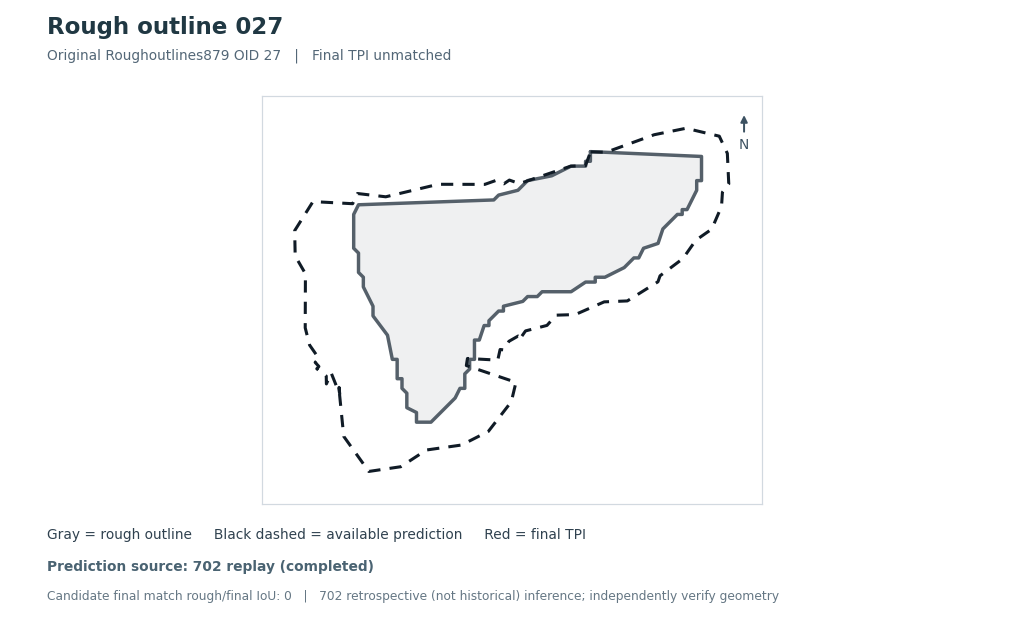 Rough outline 027
Original Roughoutlines879 OID 27   |   Final TPI unmatched
N
Gray = rough outline     Black dashed = available prediction     Red = final TPI
Prediction source: 702 replay (completed)
Candidate final match rough/final IoU: 0   |   702 retrospective (not historical) inference; independently verify geometry